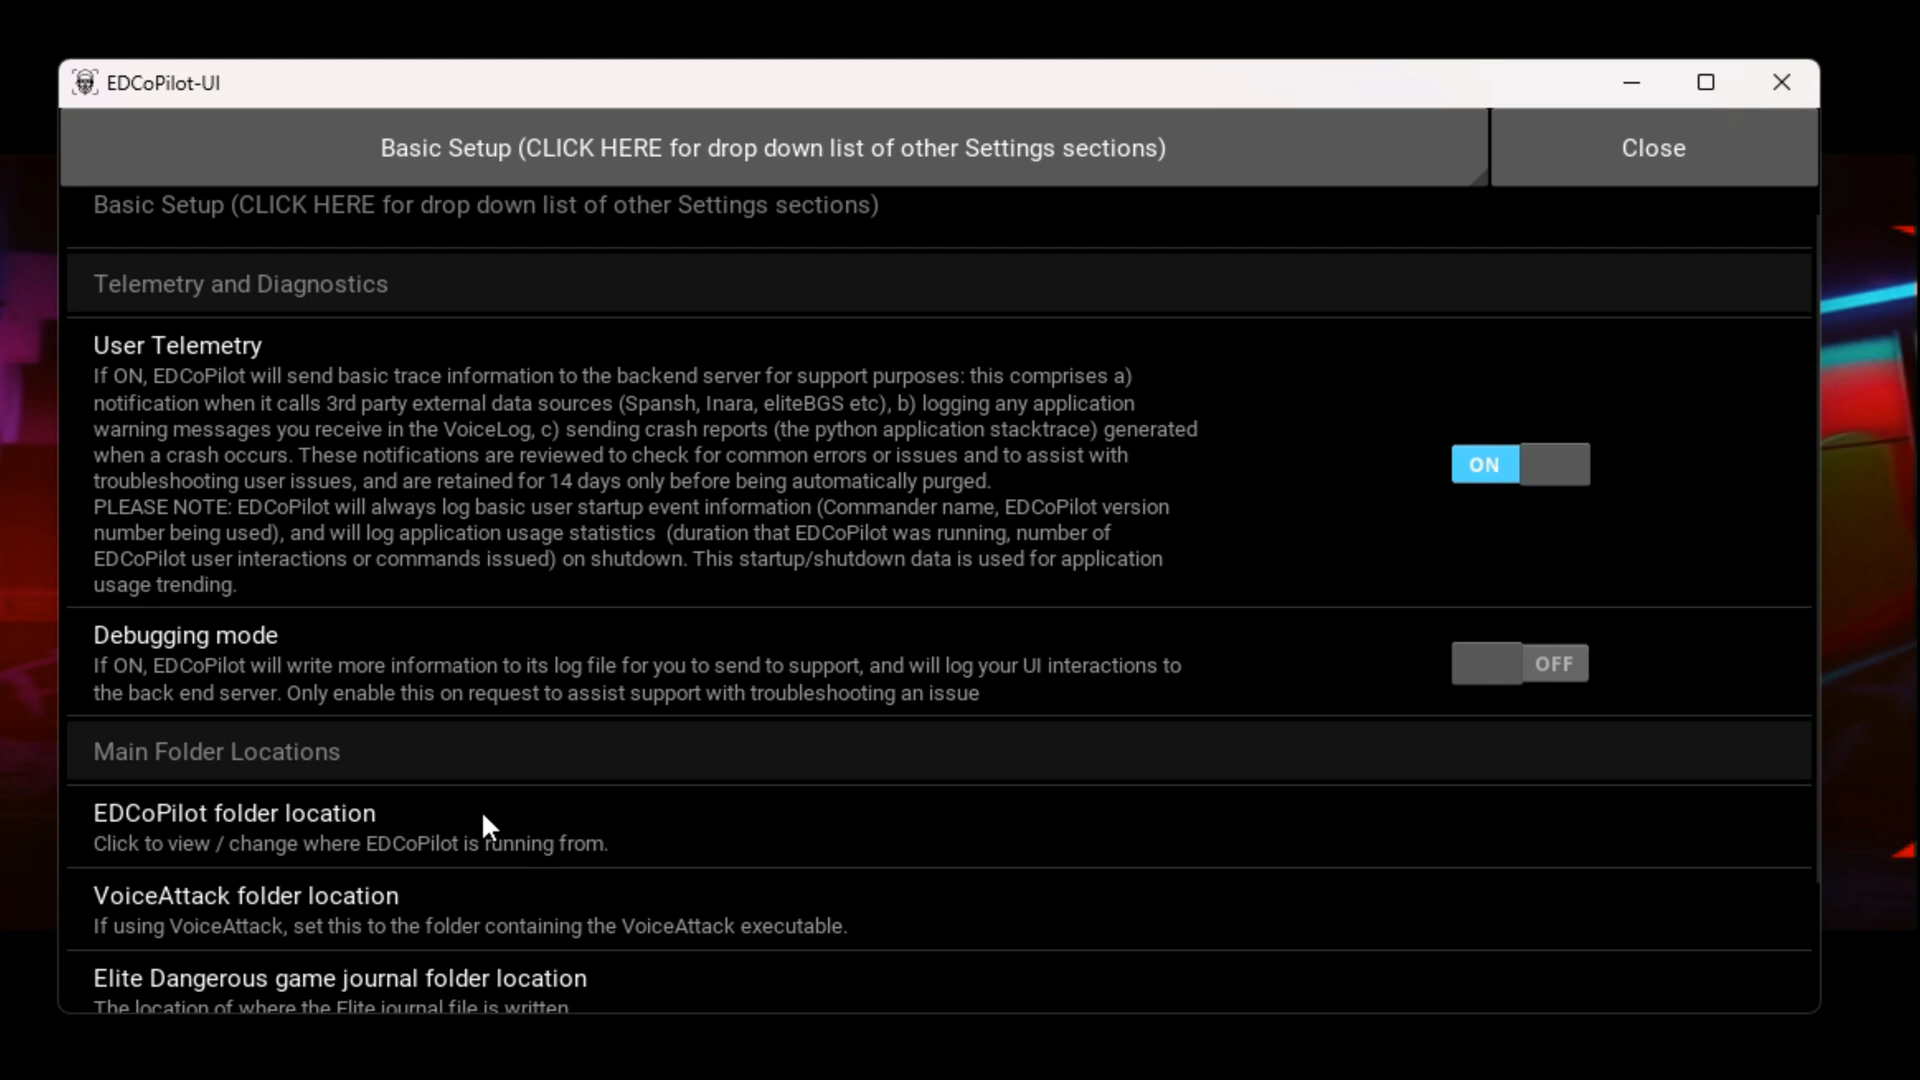 EDCoPilot-UI
Basic Setup (CLICK HERE for drop down list of other Settings sections)
Close
Basic Setup (CLICK HERE for drop down list of other Settings sections)
Telemetry and Diagnostics
User Telemetry
If ON, EDCoPilot will send basic trace information to the backend server for support purposes: this comprises a)
notification when it calls 3rd party external data sources (Spansh, Inara, eliteBGS etc), b) logging any application
warning messages you receive in the VoiceLog, c) sending crash reports (the python application stacktrace) generated
when a crash occurs. These notifications are reviewed to check for common errors or issues and to assist with
troubleshooting user issues, and are retained for 14 days only before being automatically purged.
PLEASE NOTE: EDCoPilot will always log basic user startup event information (Commander name, EDCoPilot version
number being used), and will log application usage statistics  (duration that EDCoPilot was running, number of
EDCoPilot user interactions or commands issued) on shutdown. This startup/shutdown data is used for application
usage trending.
ON
Debugging mode
If ON, EDCoPilot will write more information to its log file for you to send to support, and will log your UI interactions to
the back end server. Only enable this on request to assist support with troubleshooting an issue
OFF
Main Folder Locations
EDCoPilot folder location
Click to view / change where EDCoPilot is running from.
VoiceAttack folder location
If using VoiceAttack, set this to the folder containing the VoiceAttack executable.
Elite Dangerous game journal folder location
The location of where the Elite journal file is written